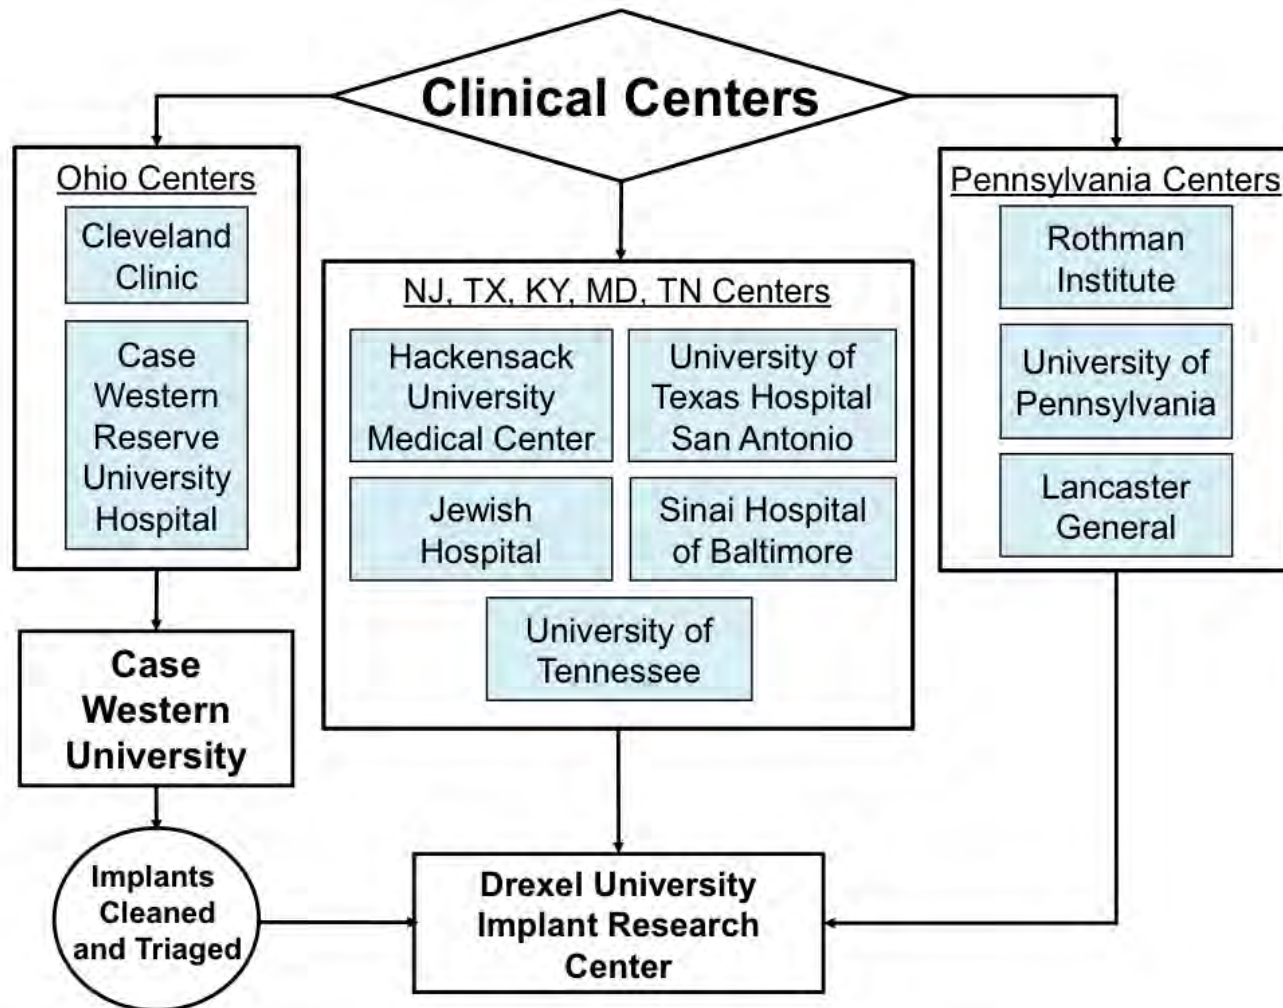 Clinical Centers
Ohio Centers
Cleveland
Clinic
Case
Western
Reserve
University
Hospital
NJ, TX, KY, MD, TN Centers
Hackensack
University
Medical Center
University of
Texas Hospital
San Antonio
Jewish
Hospital
Sinai Hospital
of Baltimore
University of
Tennessee
Pennsylvania Centers
Rothman
Institute
University of
Pennsylvania
Lancaster
General
Case
Western
University
Implants
Cleaned
and Triaged
Drexel University
Implant Research
Center